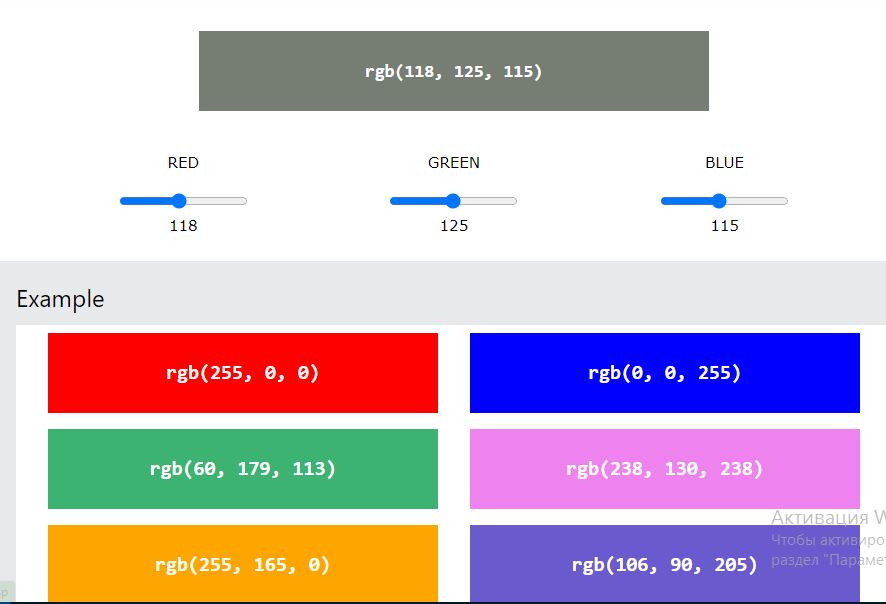 rgb(118, 125, 115)
RED GREEN BLUE
118 125 115
Example
rgb(255, 0, 0) rgb(0, 0, 255)
rgb(60, 179, 113) rgb(238, 130, 238)
Активация W
Чтобы активиро
rgb(255, 165, 0) rgb(106, 90, 205)
раздел "Парамет